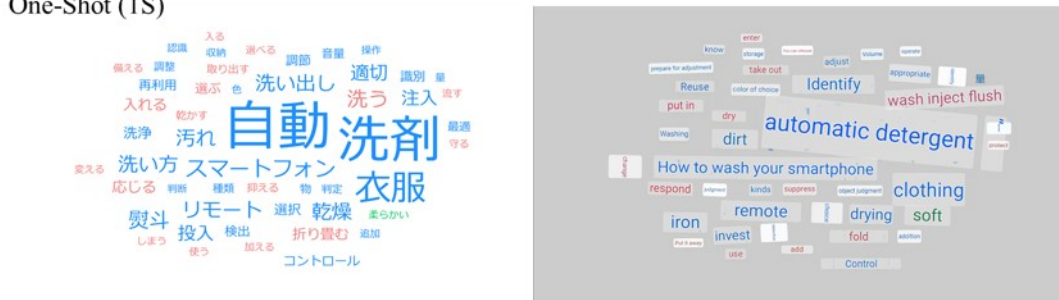 One-Shot (1S)
入る
認識 収納 選べる 音量 操作
備える 調整 取り出す 調節
再利用 選ぶ 色 洗い出し 適切 識別 量
入れる 乾かす 自動 洗剤 洗う 注入 流す
洗浄 汚れ 最適
守る
変える 洗い方 スマートフォン 衣服
応じる 判断 種類 抑える 物 判定
熨斗 リモート 選択 乾燥 柔らかい
しまう 投入 検出 折り畳む 追加
使う 加える
コントロール
enter
know storage You can choose Volume operate
prepare for adjustment take out adjust appropriate 量
Reuse color of choice Identify
put in dry wash inject flush
Washing dirt automatic detergent protect
change How to wash your smartphone
respond judgment kinds suppress object judgment clothing
iron remote choice drying soft
Put it away invest fold addition
use add
Control